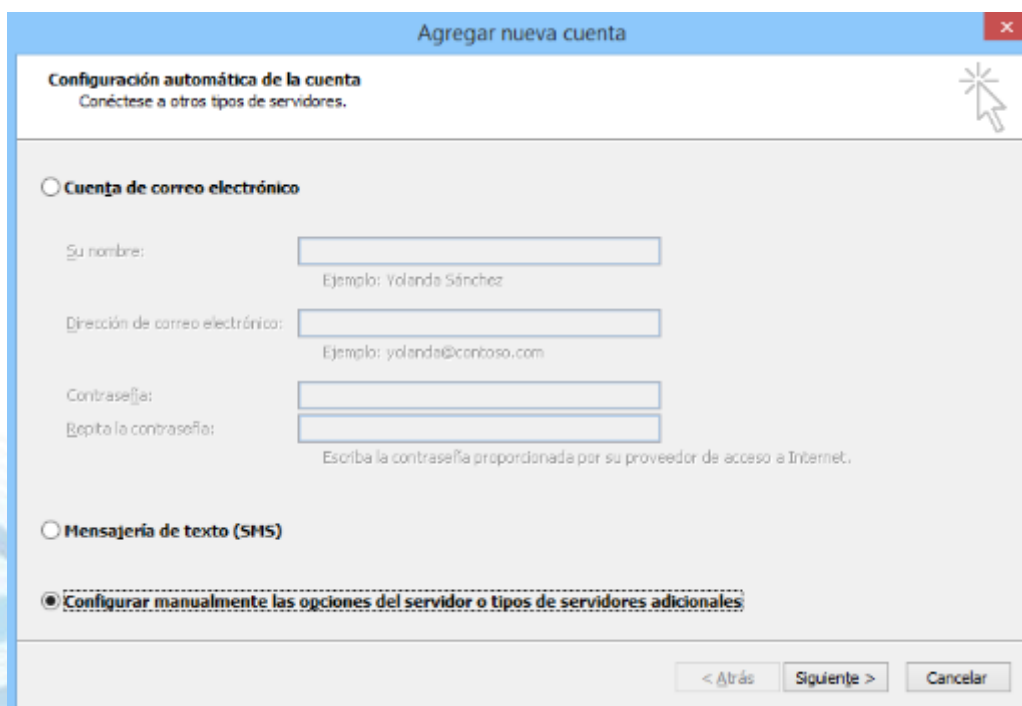 Agregar nueva cuenta
Configuración automática de la cuenta
Conéctese a otros tipos de servidores.
Cuenta de correo electrónico
Su nombre:
Ejemplo: Yolanda Sánchez
Dirección de correo electrónico:
Ejemplo: yolanda@contoso.com
Contraseña:
Repita la contraseña:
Escriba la contraseña proporcionada por su proveedor de acceso a Internet.
Mensajería de texto (SMS)
Configurar manualmente las opciones del servidor o tipos de servidores adicionales
< Atrás Siguiente > Cancelar